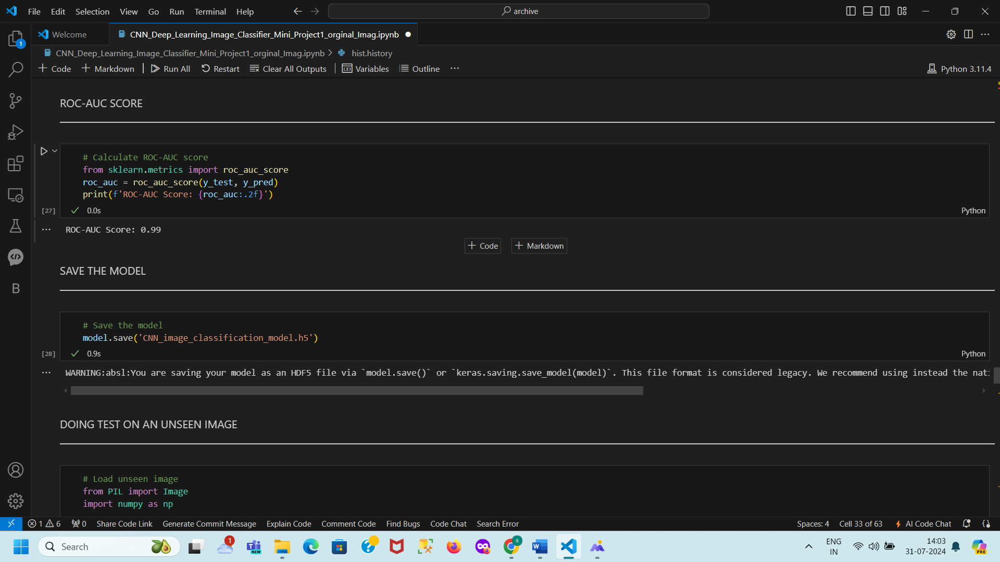 File Edit Selection View Go Run Terminal Help
archive
Welcome
CNN_Deep_Learning_Image_Classifier_Mini_Project1_orginal_Imag.ipynb
CNN_Deep_Learning_Image_Classifier_Mini_Project1_orginal_Imag.ipynb > hist.history
+ Code + Markdown | Run All Restart Clear All Outputs | Variables Outline ···
Python 3.11.4
ROC-AUC SCORE
# Calculate ROC-AUC score
from sklearn.metrics import roc_auc_score
roc_auc = roc_auc_score(y_test, y_pred)
print(f'ROC-AUC Score: {roc_auc:.2f}')
[27] 0.0s Python
ROC-AUC Score: 0.99
+ Code + Markdown
SAVE THE MODEL
# Save the model
model.save('CNN_image_classification_model.h5')
[28] 0.9s Python
WARNING:absl:You are saving your model as an HDF5 file via `model.save()` or `keras.saving.save_model(model)`. This file format is considered legacy. We recommend using instead the nati
DOING TEST ON AN UNSEEN IMAGE
# Load unseen image
from PIL import Image
import numpy as np
1 6 0 Share Code Link Generate Commit Message Explain Code Comment Code Find Bugs Code Chat Search Error
Spaces: 4 Cell 33 of 63 AI Code Chat
1
B
Search
1
NEW
?
S
W
ENG
IN
14:03
31-07-2024
PRE